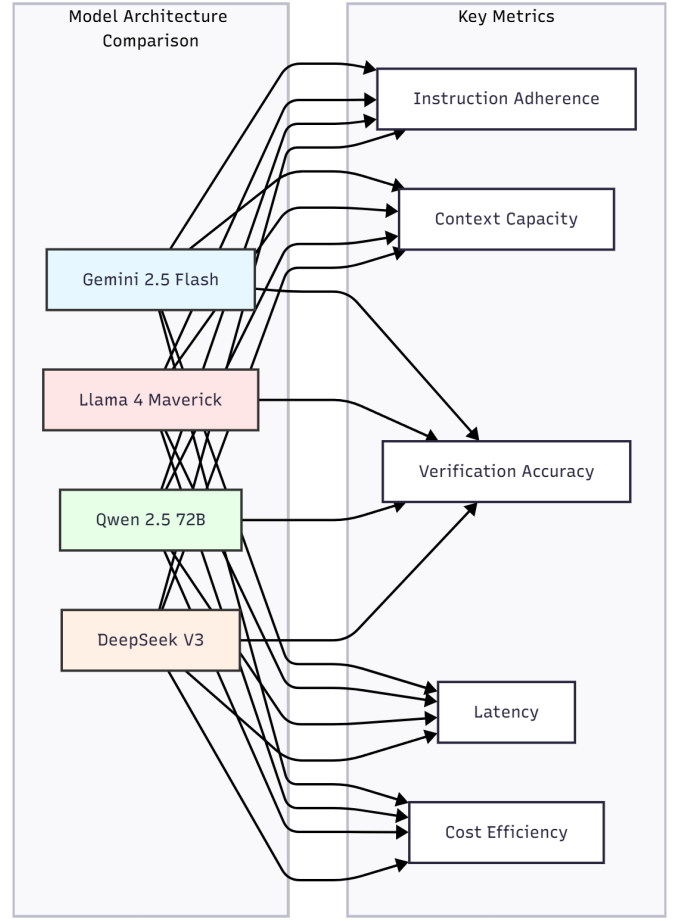 Model Architecture
Comparison
Key Metrics
Instruction Adherence
Context Capacity
Gemini 2.5 Flash
Llama 4 Maverick
Verification Accuracy
Qwen 2.5 72B
DeepSeek V3
Latency
Cost Efficiency